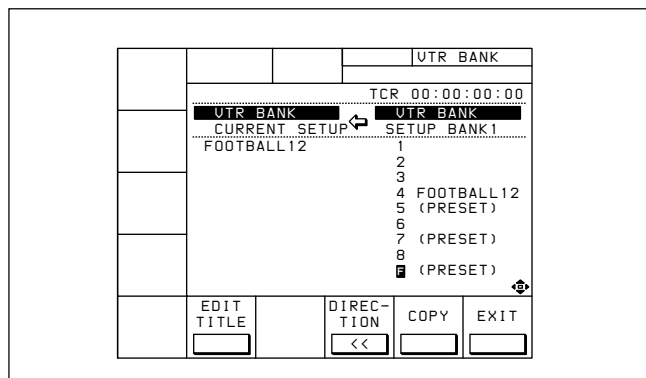 VTR BANK
TCR 00:00:00:00
VTR BANK VTR BANK
CURRENT SETUP SETUP BANK1
FOOTBALL12 1
2
3
4 FOOTBALL12
5 (PRESET)
6
7 (PRESET)
8
F (PRESET)
EDIT TITLE
DIREC-TION
<<
COPY
EXIT